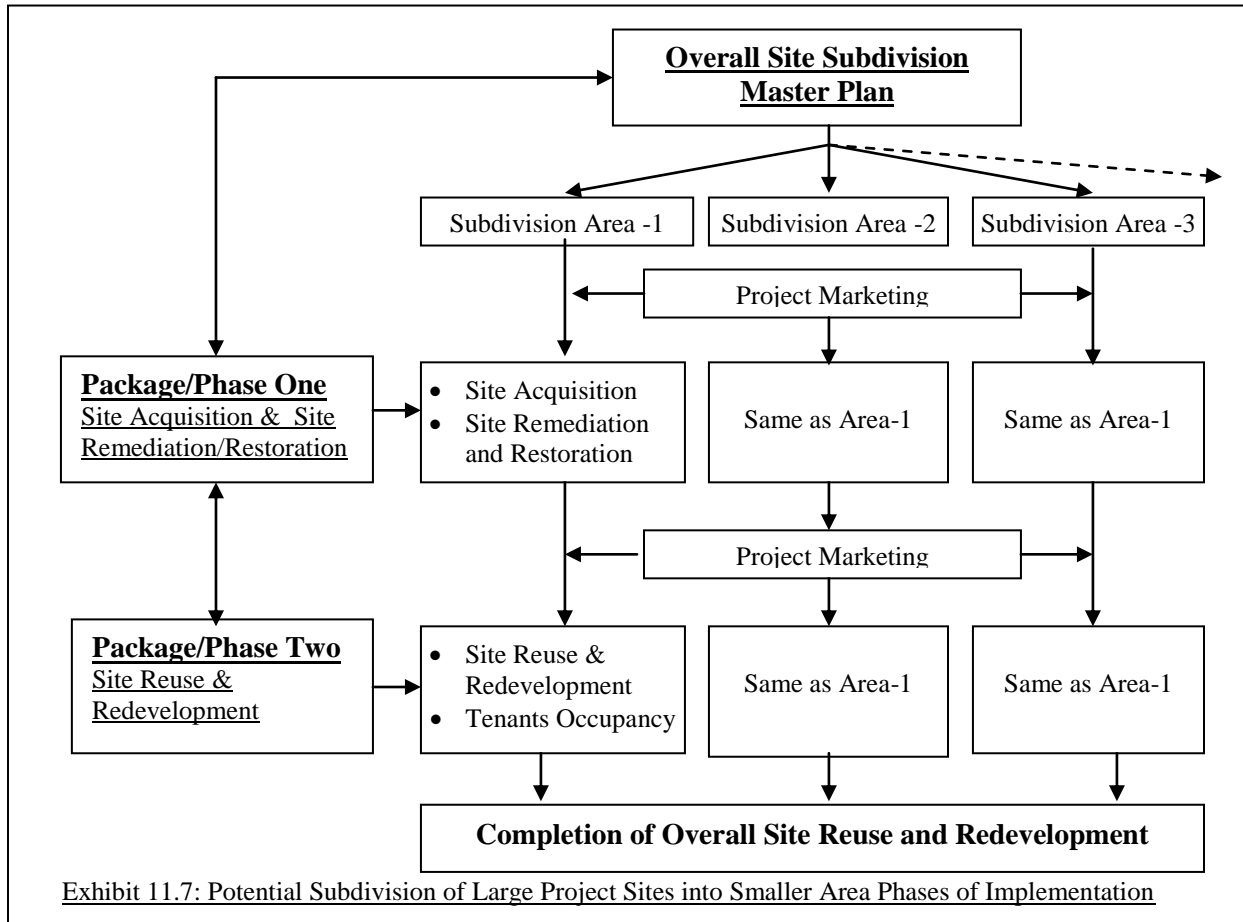 Overall Site Subdivision
Master Plan
Subdivision Area -1
Subdivision Area -2
Subdivision Area -3
Project Marketing
Package/Phase One
Site Acquisition & Site
Remediation/Restoration
• Site Acquisition
• Site Remediation
and Restoration
Same as Area-1
Same as Area-1
Project Marketing
Package/Phase Two
Site Reuse &
Redevelopment
• Site Reuse &
Redevelopment
• Tenants Occupancy
Same as Area-1
Same as Area-1
Completion of Overall Site Reuse and Redevelopment
Exhibit 11.7: Potential Subdivision of Large Project Sites into Smaller Area Phases of Implementation